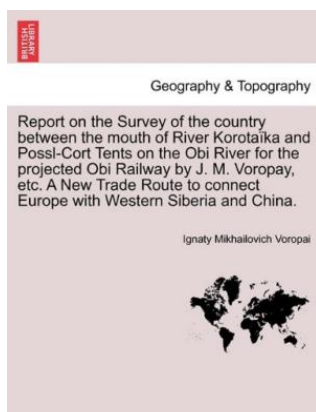 BRITISH
LIBRARY
Geography & Topography
Report on the Survey of the country
between the mouth of River Korotaïka and
Possl-Cort Tents on the Obi River for the
projected Obi Railway by J. M. Voropay,
etc. A New Trade Route to connect
Europe with Western Siberia and China.
Ignaty Mikhailovich Voropai